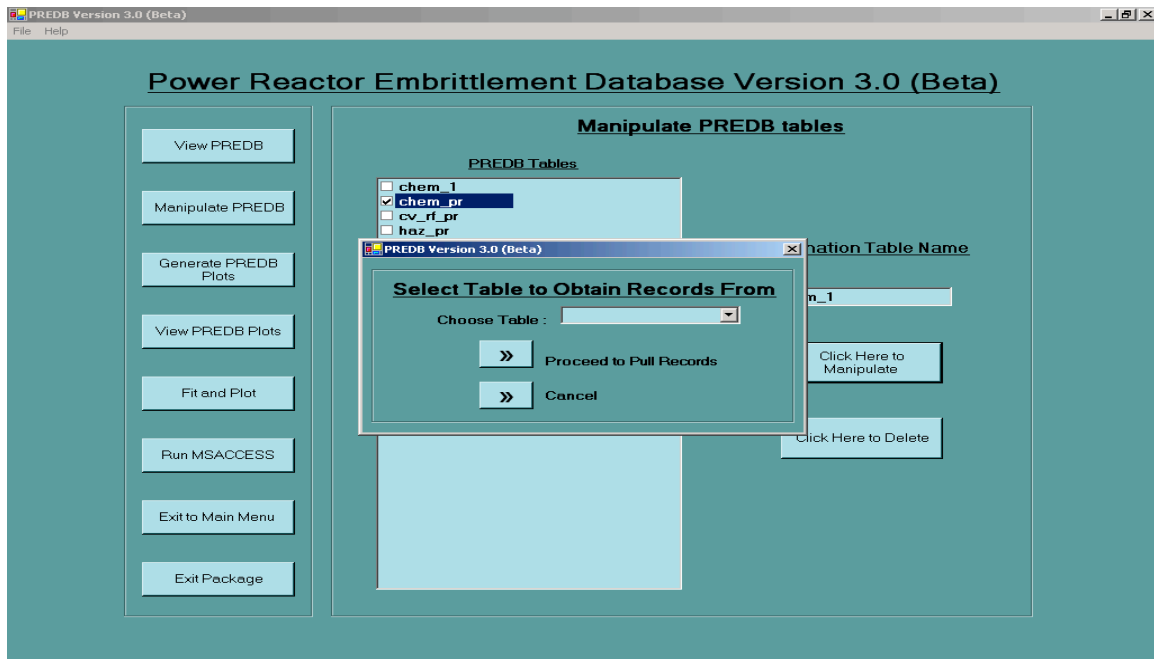 PREDB Version 3.0 (Beta)
File Help
Power Reactor Embrittlement Database Version 3.0 (Beta)
View PREDB
Manipulate PREDB
Generate PREDB
Plots
View PREDB Plots
Fit and Plot
Run MSACCESS
Exit to Main Menu
Exit Package
Manipulate PREDB tables
PREDB Tables
chem_1
chem_pr
cv_rf_pr
haz_pr
PREDB Version 3.0 (Beta)
Select Table to Obtain Records From
Choose Table :
» Proceed to Pull Records
» Cancel
nation Table Name
m_1
Click Here to
Manipulate
Click Here to Delete